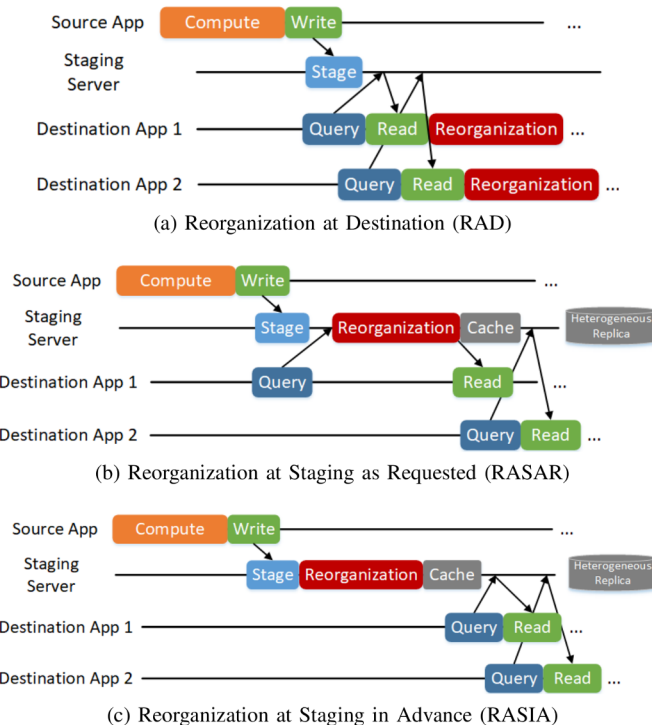 Source App Compute Write ...
Staging Server Stage
Destination App 1 Query Read Reorganization ...
Destination App 2 Query Read Reorganization ...
(a) Reorganization at Destination (RAD)
Source App Compute Write ...
Staging Server Stage Reorganization Cache Heterogeneous Replica
Destination App 1 Query Read ...
Destination App 2 Query Read ...
(b) Reorganization at Staging as Requested (RASAR)
Source App Compute Write ...
Staging Server Stage Reorganization Cache Heterogeneous Replica
Destination App 1 Query Read ...
Destination App 2 Query Read ...
(c) Reorganization at Staging in Advance (RASIA)